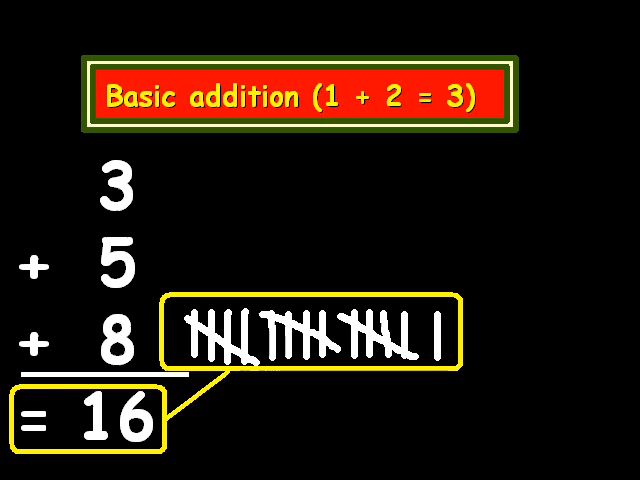 Basic addition (1 + 2 = 3)
3
+ 5
+ 8
= 16